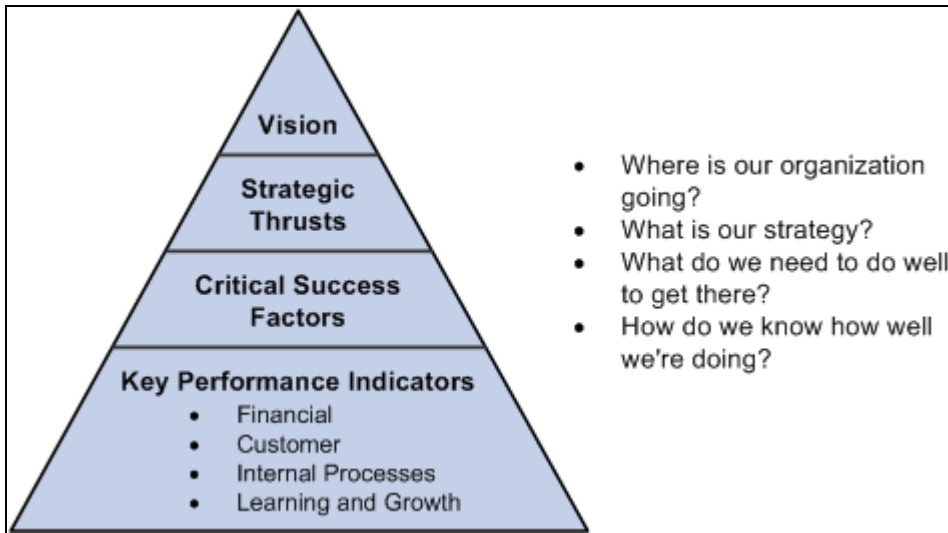 Vision
Strategic
Thrusts
Critical Success
Factors
Key Performance Indicators
• Financial
• Customer
• Internal Processes
• Learning and Growth
• Where is our organization
going?
• What is our strategy?
• What do we need to do well
to get there?
• How do we know how well
we're doing?